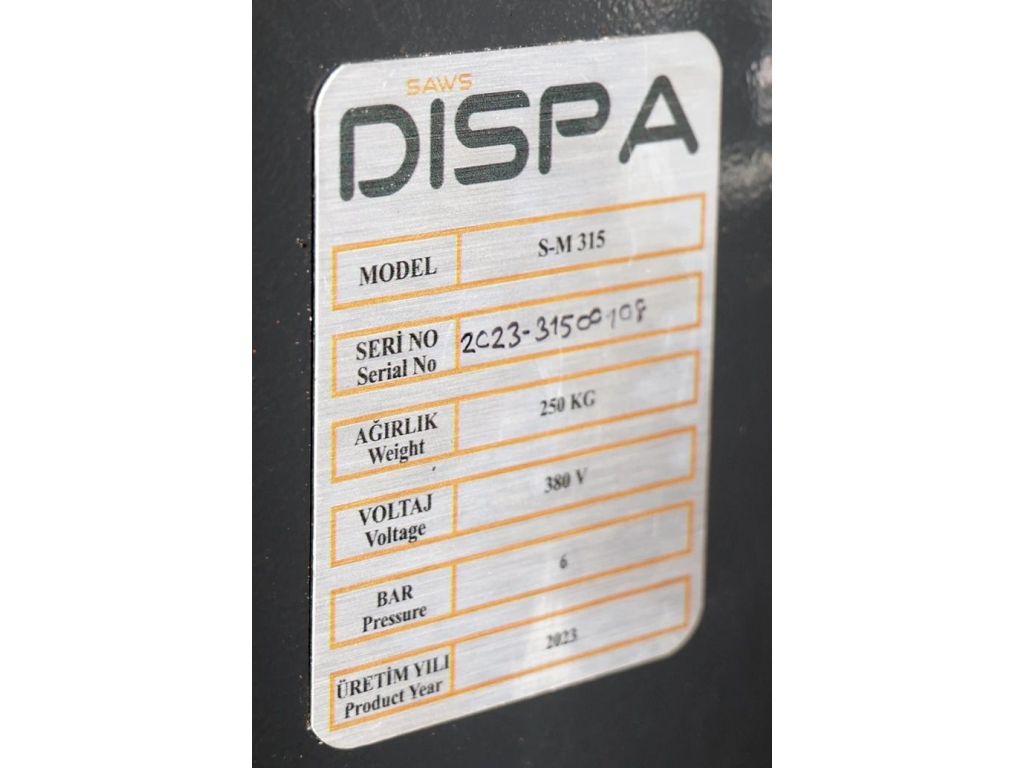 SAWS
DISPA
MODEL S-M 315
SERİ NO
Serial No 2023-31500108
AĞIRLIK
Weight 250 KG
VOLTAJ
Voltage 380 V
BAR
Pressure 6
ÜRETİM YILI
Product Year 2023